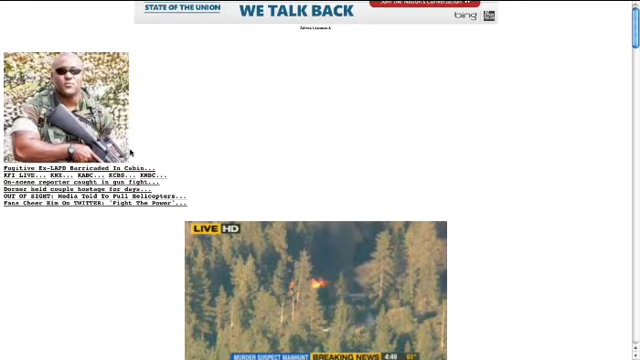 STATE OF THE UNION
WE TALK BACK
Join the Nation's Conversation
bing
Fugitive Ex-LAPD Barricaded In Cabin...
KFI LIVE... KNX... KABC... KCBS... KNBC...
On-scene reporter caught in gun fight...
Dorner held couple hostage for days...
OUT OF SIGHT: Media Told To Pull Helicopters...
Fans Cheer Him On TWITTER: 'Fight The Power'...
LIVE HD
MURDER SUSPECT MANHUNT BREAKING NEWS 4:49 61°